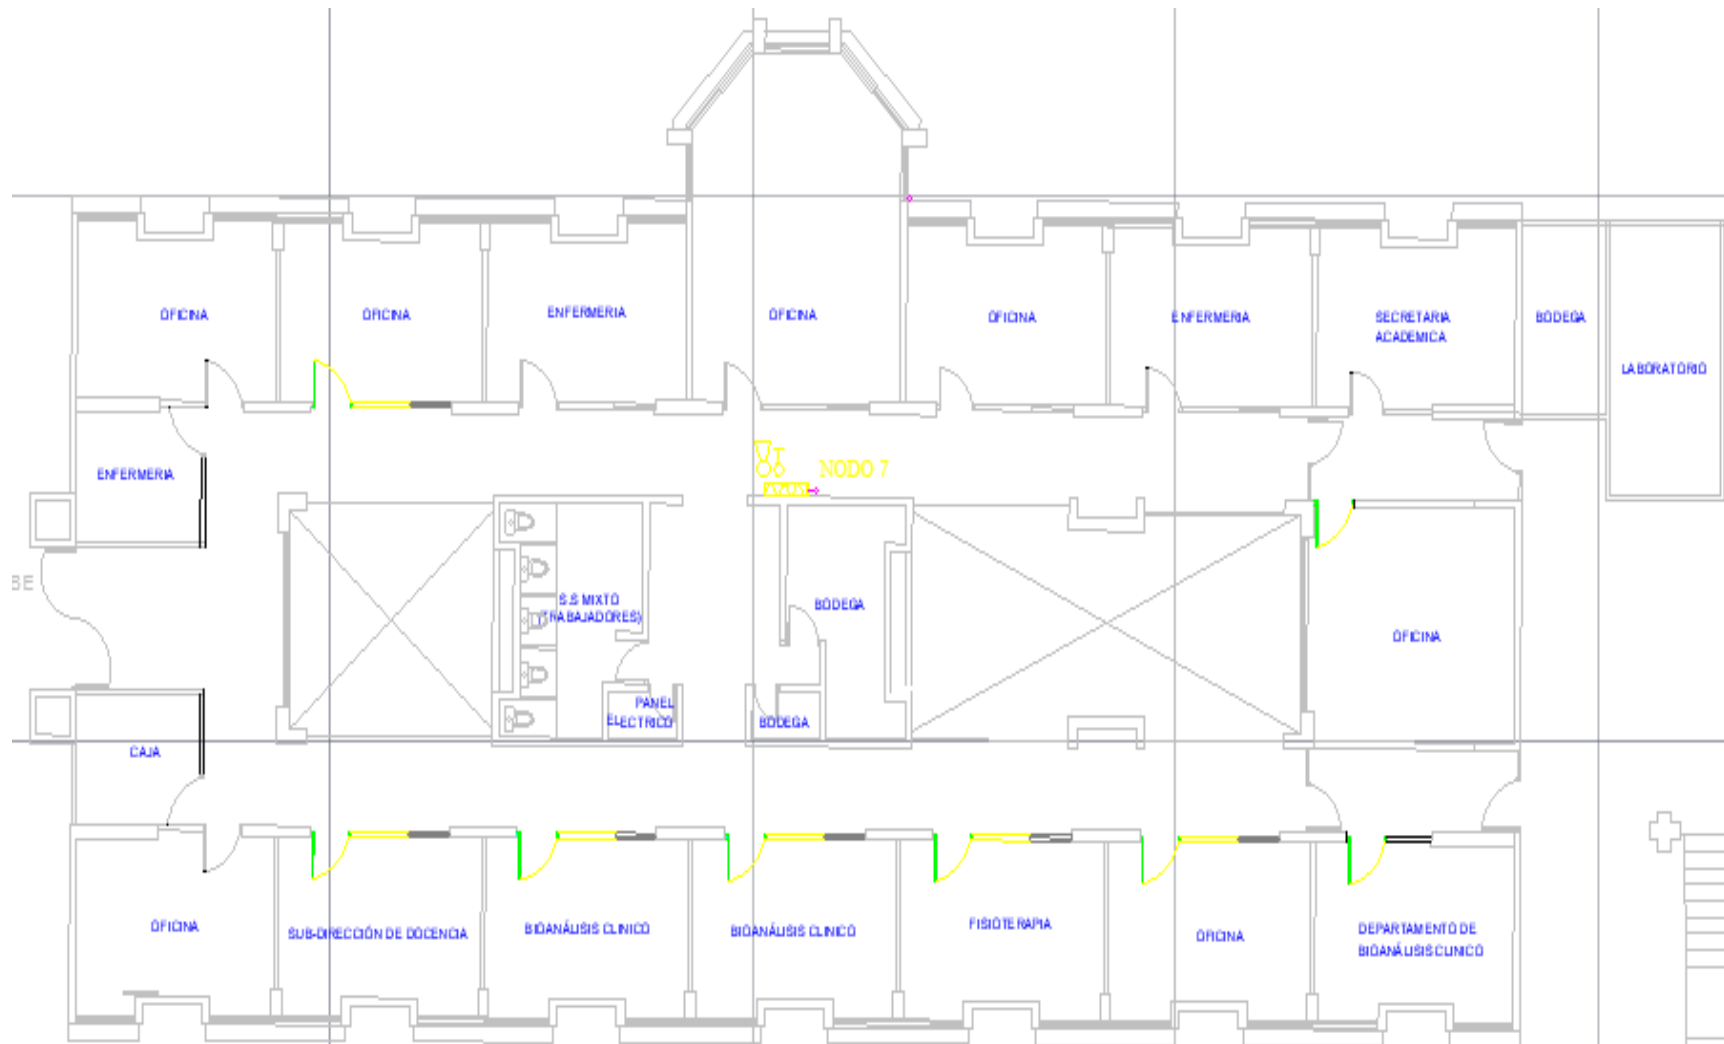 OFICINA
OFICINA
ENFERMERIA
OFICINA
OFICINA
ENFERMERIA
SECRETARIA
ACADEMICA
BODEGA
LABORATORIO
ENFERMERIA
NODO 7
BE
S.S MIXTO
(TRABAJADORES)
BODEGA
OFICINA
PANEL
ELECTRICO
BODEGA
CAJA
OFICINA
SUB-DIRECCIÓN DE DOCENCIA
BIOANÁLISIS CLINICO
BIOANÁLISIS CLINICO
FISIOTERAPIA
OFICINA
DEPARTAMENTO DE
BIOANÁLISIS CLINICO